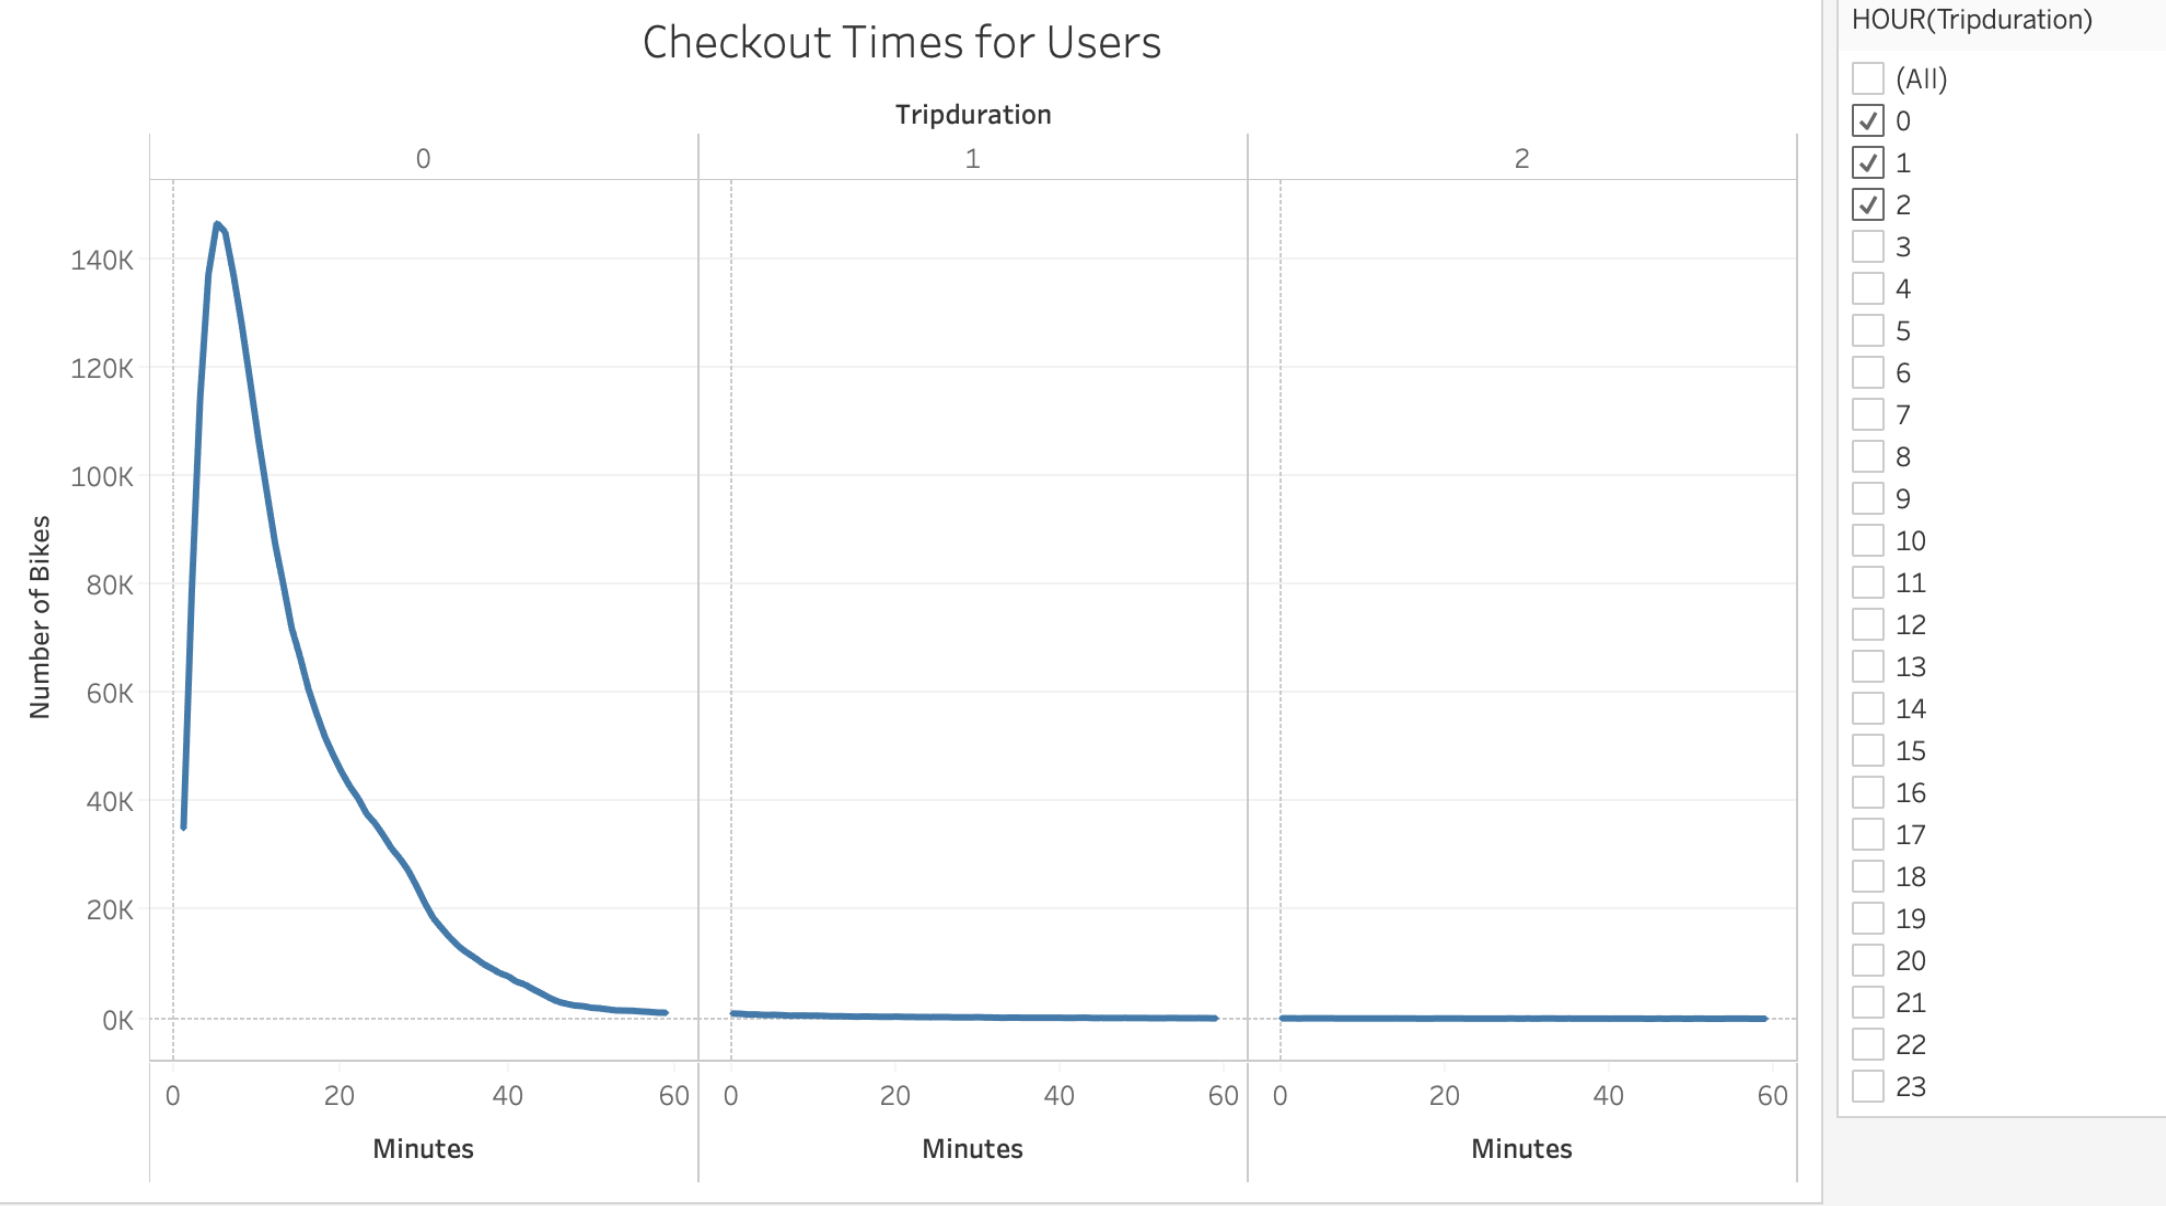 Checkout Times for Users
Tripduration
0 1 2
140K
120K
100K
80K
60K
40K
20K
0K
Number of Bikes
0 20 40 60 0 20 40 60 0 20 40 60
Minutes Minutes Minutes
HOUR(Tripduration)
(All)
0
1
2
3
4
5
6
7
8
9
10
11
12
13
14
15
16
17
18
19
20
21
22
23